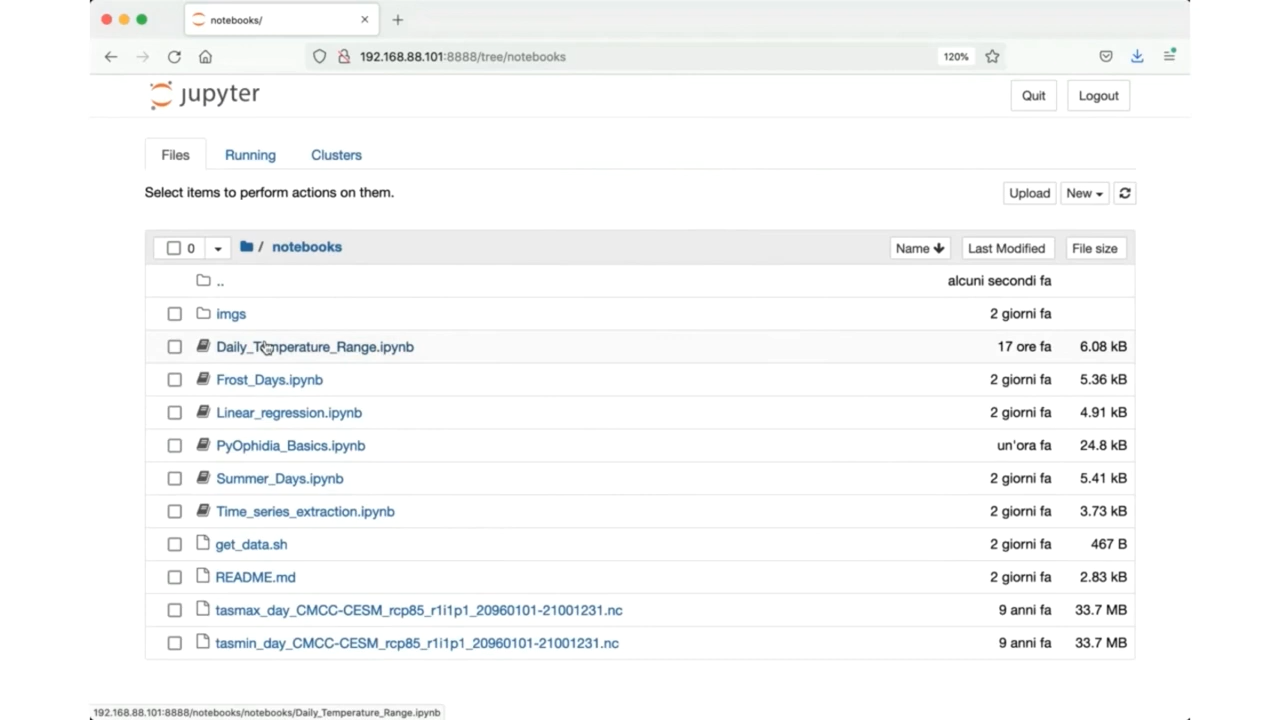 notebooks/
192.168.88.101:8888/tree/notebooks 120%
jupyter Quit Logout
Files Running Clusters
Select items to perform actions on them. Upload New
0 / notebooks Name Last Modified File size
.. alcuni secondi fa
imgs 2 giorni fa
Daily_Temperature_Range.ipynb 17 ore fa 6.08 kB
Frost_Days.ipynb 2 giorni fa 5.36 kB
Linear_regression.ipynb 2 giorni fa 4.91 kB
PyOphidia_Basics.ipynb un'ora fa 24.8 kB
Summer_Days.ipynb 2 giorni fa 5.41 kB
Time_series_extraction.ipynb 2 giorni fa 3.73 kB
get_data.sh 2 giorni fa 467 B
README.md 2 giorni fa 2.83 kB
tasmax_day_CMCC-CESM_rcp85_r1i1p1_20960101-21001231.nc 9 anni fa 33.7 MB
tasmin_day_CMCC-CESM_rcp85_r1i1p1_20960101-21001231.nc 9 anni fa 33.7 MB
192.168.88.101:8888/notebooks/notebooks/Daily_Temperature_Range.ipynb